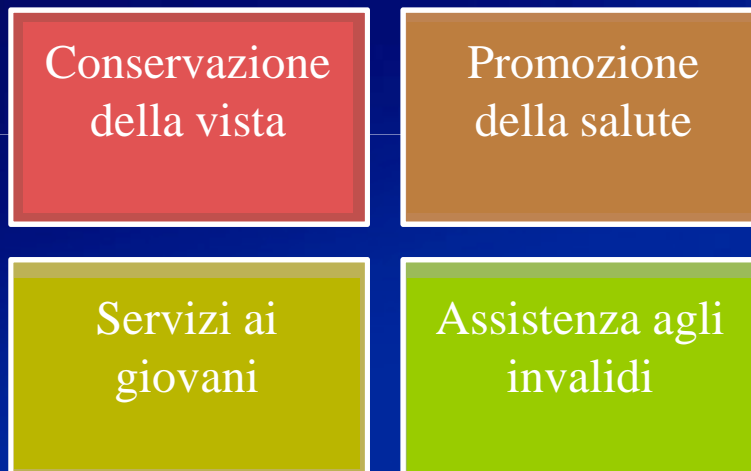 Conservazione
della vista
Promozione
della salute
Servizi ai
giovani
Assistenza agli
invalidi